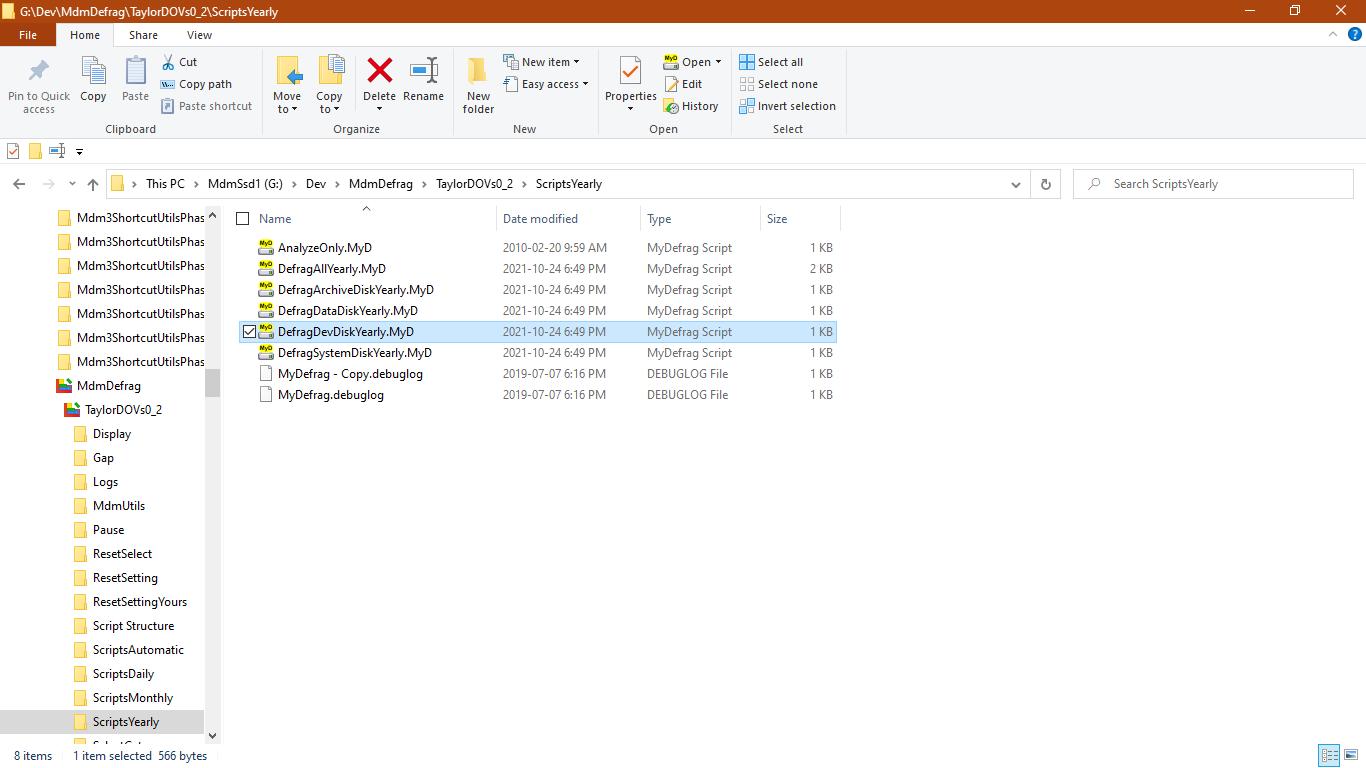 G:\Dev\MdmDefrag\TaylorDOVs0_2\ScriptsYearly
File Home Share View
Pin to Quick access
Copy
Paste
Cut
Copy path
Paste shortcut
Clipboard
Move to
Copy to
Delete
Rename
Organize
New folder
New item
Easy access
New
Properties
Open
Edit
History
Open
Select all
Select none
Invert selection
Select
This PC > MdmSsd1 (G:) > Dev > MdmDefrag > TaylorDOVs0_2 > ScriptsYearly
Search ScriptsYearly
Mdm3ShortcutUtilsPhas
Mdm3ShortcutUtilsPhas
Mdm3ShortcutUtilsPhas
Mdm3ShortcutUtilsPhas
Mdm3ShortcutUtilsPhas
Mdm3ShortcutUtilsPhas
Mdm3ShortcutUtilsPhas
MdmDefrag
TaylorDOVs0_2
Display
Gap
Logs
MdmUtils
Pause
ResetSelect
ResetSetting
ResetSettingYours
Script Structure
ScriptsAutomatic
ScriptsDaily
ScriptsMonthly
ScriptsYearly
Name Date modified Type Size
AnalyzeOnly.MyD 2010-02-20 9:59 AM MyDefrag Script 1 KB
DefragAllYearly.MyD 2021-10-24 6:49 PM MyDefrag Script 2 KB
DefragArchiveDiskYearly.MyD 2021-10-24 6:49 PM MyDefrag Script 1 KB
DefragDataDiskYearly.MyD 2021-10-24 6:49 PM MyDefrag Script 1 KB
DefragDevDiskYearly.MyD 2021-10-24 6:49 PM MyDefrag Script 1 KB
DefragSystemDiskYearly.MyD 2021-10-24 6:49 PM MyDefrag Script 1 KB
MyDefrag - Copy.debuglog 2019-07-07 6:16 PM DEBUGLOG File 1 KB
MyDefrag.debuglog 2019-07-07 6:16 PM DEBUGLOG File 1 KB
8 items 1 item selected 566 bytes